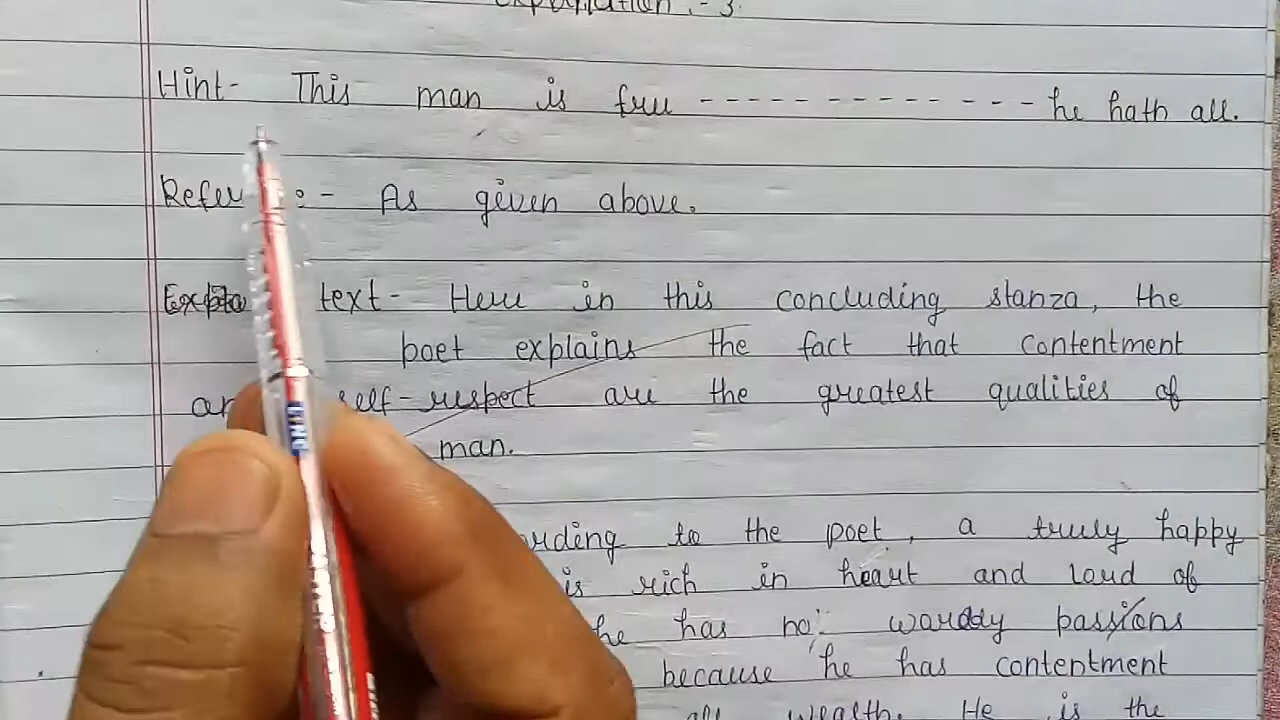 explanation :- 3
Hint- This man is free - - - - - - - - - - - - - - he hath all.
Refer :- As given above.
text- Here in this concluding stanza, the
poet explains the fact that contentment
self-respect are the greatest qualities of
man.
to the poet, a truly happy
is rich in heart and Lord of
he has no passions
because he has contentment
all wealth. He is the